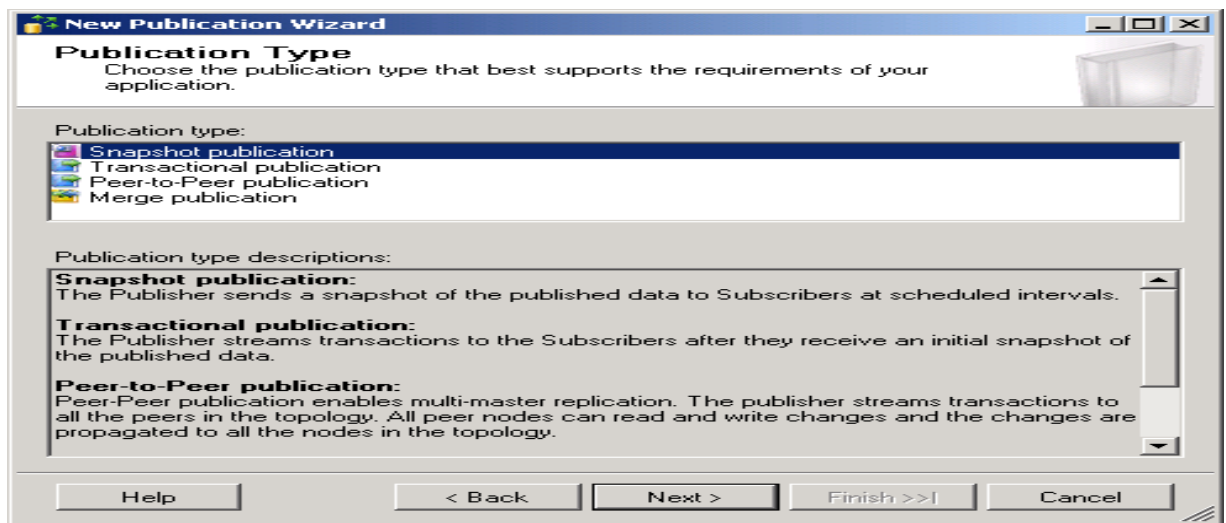 New Publication Wizard
Publication Type
Choose the publication type that best supports the requirements of your
application.
Publication type:
Snapshot publication
Transactional publication
Peer-to-Peer publication
Merge publication
Publication type descriptions:
Snapshot publication:
The Publisher sends a snapshot of the published data to Subscribers at scheduled intervals.
Transactional publication:
The Publisher streams transactions to the Subscribers after they receive an initial snapshot of
the published data.
Peer-to-Peer publication:
Peer-Peer publication enables multi-master replication. The publisher streams transactions to
all the peers in the topology. All peer nodes can read and write changes and the changes are
propagated to all the nodes in the topology.
Help < Back Next > Finish >>| Cancel